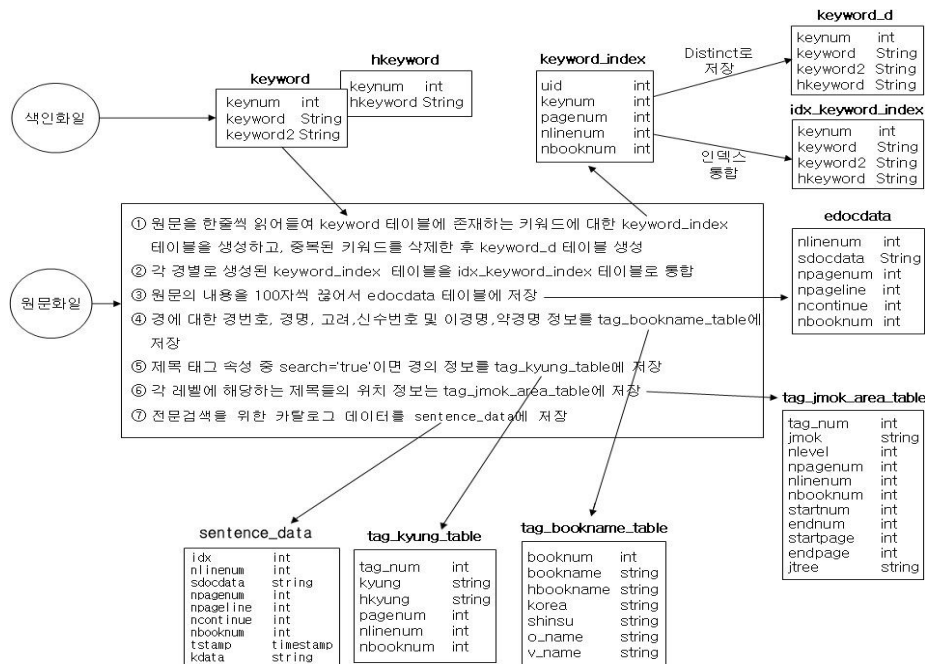 keyword_d
keynum int
keyword String
keyword2 String
hkeyword String
Distinct로
저장
hkeyword
keynum int
hkeyword String
keyword
keynum int
keyword String
keyword2 String
keyword_index
uid int
keynum int
pagenum int
nlinenum int
nbooknum int
색인화일
idx_keyword_index
keynum int
keyword String
keyword2 String
hkeyword String
인덱스
통합
원문화일
① 원문을 한줄씩 읽어들여 keyword 테이블에 존재하는 키워드에 대한 keyword_index
테이블을 생성하고, 중복된 키워드를 삭제한 후 keyword_d 테이블 생성
② 각 경별로 생성된 keyword_index 테이블을 idx_keyword_index 테이블로 통합
③ 원문의 내용을 100자씩 끊어서 edocdata 테이블에 저장
④ 경에 대한 경번호, 경명, 고려,신수번호 및 이경명,약경명 정보를 tag_bookname_table에
저장
⑤ 제목 태그 속성 중 search='true'이면 경의 정보를 tag_kyung_table에 저장
⑥ 각 레벨에 해당하는 제목들의 위치 정보는 tag_jmok_area_table에 저장
⑦ 전문검색을 위한 카탈로그 데이터를 sentence_data에 저장
edocdata
nlinenum int
sdocdata String
npagenum int
npageline int
ncontinue int
nbooknum int
tag_jmok_area_table
tag_num int
jmok string
nlevel int
npagenum int
nlinenum int
nbooknum int
startnum int
endnum int
startpage int
endpage int
jtree string
sentence_data
idx int
nlinenum int
sdocdata string
npagenum int
npageline int
ncontinue int
nbooknum int
tstamp timestamp
kdata string
tag_kyung_table
tag_num int
kyung string
hkyung string
pagenum int
nlinenum int
nbooknum int
tag_bookname_table
booknum int
bookname string
hbookname string
korea string
shinsu string
o_name string
v_name string